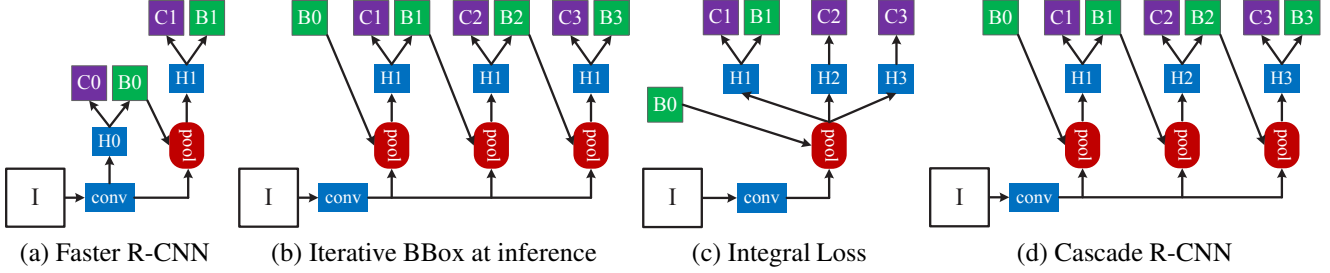 C1 B1 B0 C1 B1 C2 B2 C3 B3 C1 B1 C2 C3 B0 C1 B1 C2 B2 C3 B3
C0 B0 H1 H1 H1 H1 H1 H2 H3 H1 H2 H3
B0
H0 pool pool pool pool pool pool pool pool
I conv I conv I conv I conv
(a) Faster R-CNN (b) Iterative BBox at inference (c) Integral Loss (d) Cascade R-CNN